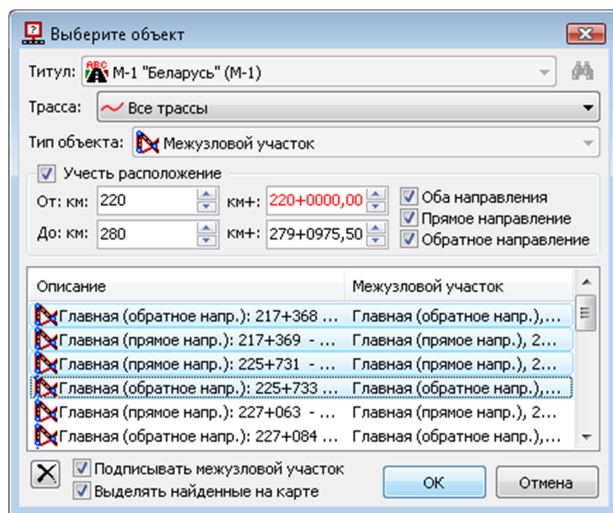 Выберите объект
Титул: ABC М-1 "Беларусь" (М-1)
Трасса: Все трассы
Тип объекта: Межузловой участок
Учесть расположение
От: км: 220 км+: 220+0000,00 Оба направления
Прямое направление
До: км: 280 км+: 279+0975,50 Обратное направление
Описание Межузловой участок
Главная (обратное напр.): 217+368 ... Главная (обратное напр.),...
Главная (прямое напр.): 217+369 - ... Главная (прямое напр.), 2...
Главная (прямое напр.): 225+731 - ... Главная (прямое напр.), 2...
Главная (обратное напр.): 225+733 ... Главная (обратное напр.),...
Главная (прямое напр.): 227+063 - ... Главная (прямое напр.), 2...
Главная (обратное напр.): 227+084 ... Главная (обратное напр.),...
Подписывать межузловой участок
Выделять найденные на карте
ОК Отмена